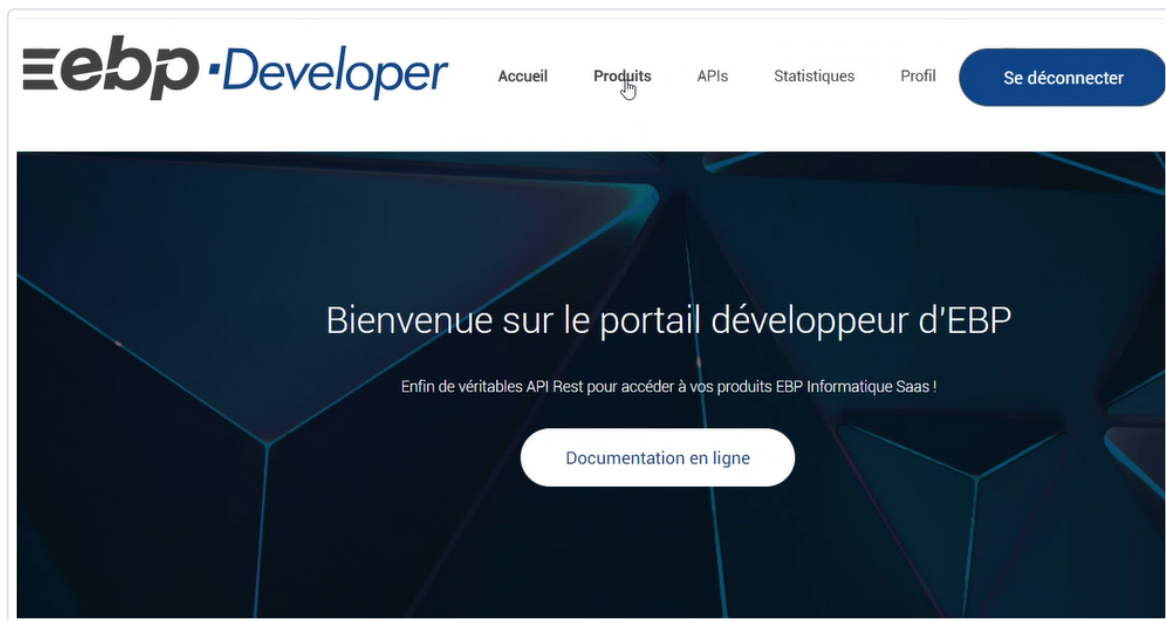 ebp·Developer
Accueil Produits APIs Statistiques Profil Se déconnecter
Bienvenue sur le portail développeur d'EBP
Enfin de véritables API Rest pour accéder à vos produits EBP Informatique Saas !
Documentation en ligne